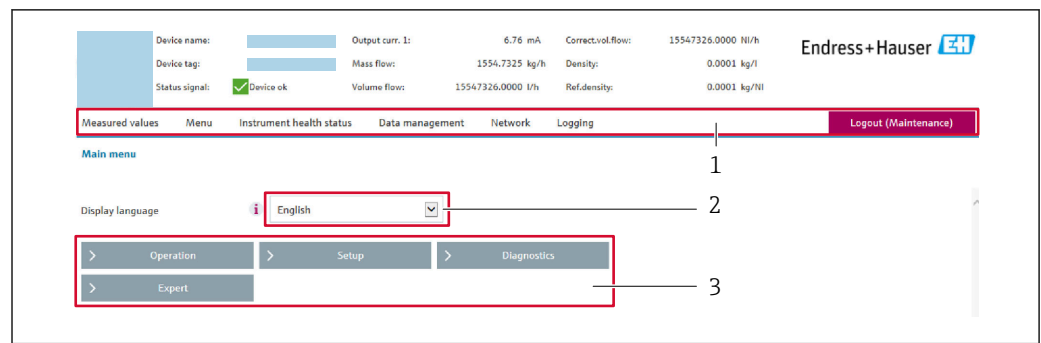 Device name: Output curr. 1: 6.76 mA Correct.vol.flow: 15547326.0000 Nl/h
Endress+Hauser EH
Device tag: Mass flow: 1554.7325 kg/h Density: 0.0001 kg/l
Status signal: Device ok Volume flow: 15547326.0000 l/h Ref.density: 0.0001 kg/Nl
Measured values Menu Instrument health status Data management Network Logging Logout (Maintenance)
1
Main menu
Display language i English 2
> Operation > Setup > Diagnostics
> Expert 3